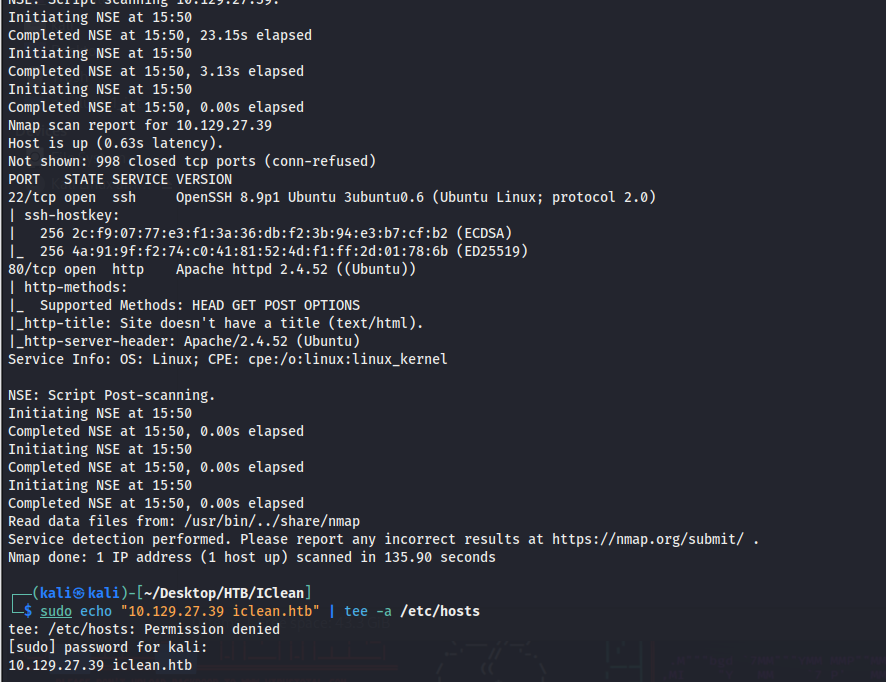 NSE: Script scanning 10.129.27.39.
Initiating NSE at 15:50
Completed NSE at 15:50, 23.15s elapsed
Initiating NSE at 15:50
Completed NSE at 15:50, 3.13s elapsed
Initiating NSE at 15:50
Completed NSE at 15:50, 0.00s elapsed
Nmap scan report for 10.129.27.39
Host is up (0.63s latency).
Not shown: 998 closed tcp ports (conn-refused)
PORT   STATE SERVICE VERSION
22/tcp open  ssh     OpenSSH 8.9p1 Ubuntu 3ubuntu0.6 (Ubuntu Linux; protocol 2.0)
| ssh-hostkey:
|   256 2c:f9:07:77:e3:f1:3a:36:db:f2:3b:94:e3:b7:cf:b2 (ECDSA)
|_  256 4a:91:9f:f2:74:c0:41:81:52:4d:f1:ff:2d:01:78:6b (ED25519)
80/tcp open  http    Apache httpd 2.4.52 ((Ubuntu))
| http-methods:
|_  Supported Methods: HEAD GET POST OPTIONS
|_http-title: Site doesn't have a title (text/html).
|_http-server-header: Apache/2.4.52 (Ubuntu)
Service Info: OS: Linux; CPE: cpe:/o:linux:linux_kernel
NSE: Script Post-scanning.
Initiating NSE at 15:50
Completed NSE at 15:50, 0.00s elapsed
Initiating NSE at 15:50
Completed NSE at 15:50, 0.00s elapsed
Initiating NSE at 15:50
Completed NSE at 15:50, 0.00s elapsed
Read data files from: /usr/bin/../share/nmap
Service detection performed. Please report any incorrect results at https://nmap.org/submit/ .
Nmap done: 1 IP address (1 host up) scanned in 135.90 seconds
┌──(kali㉿kali)-[~/Desktop/HTB/IClean]
└─$ sudo echo "10.129.27.39 iclean.htb" | tee -a /etc/hosts
tee: /etc/hosts: Permission denied
[sudo] password for kali:
10.129.27.39 iclean.htb